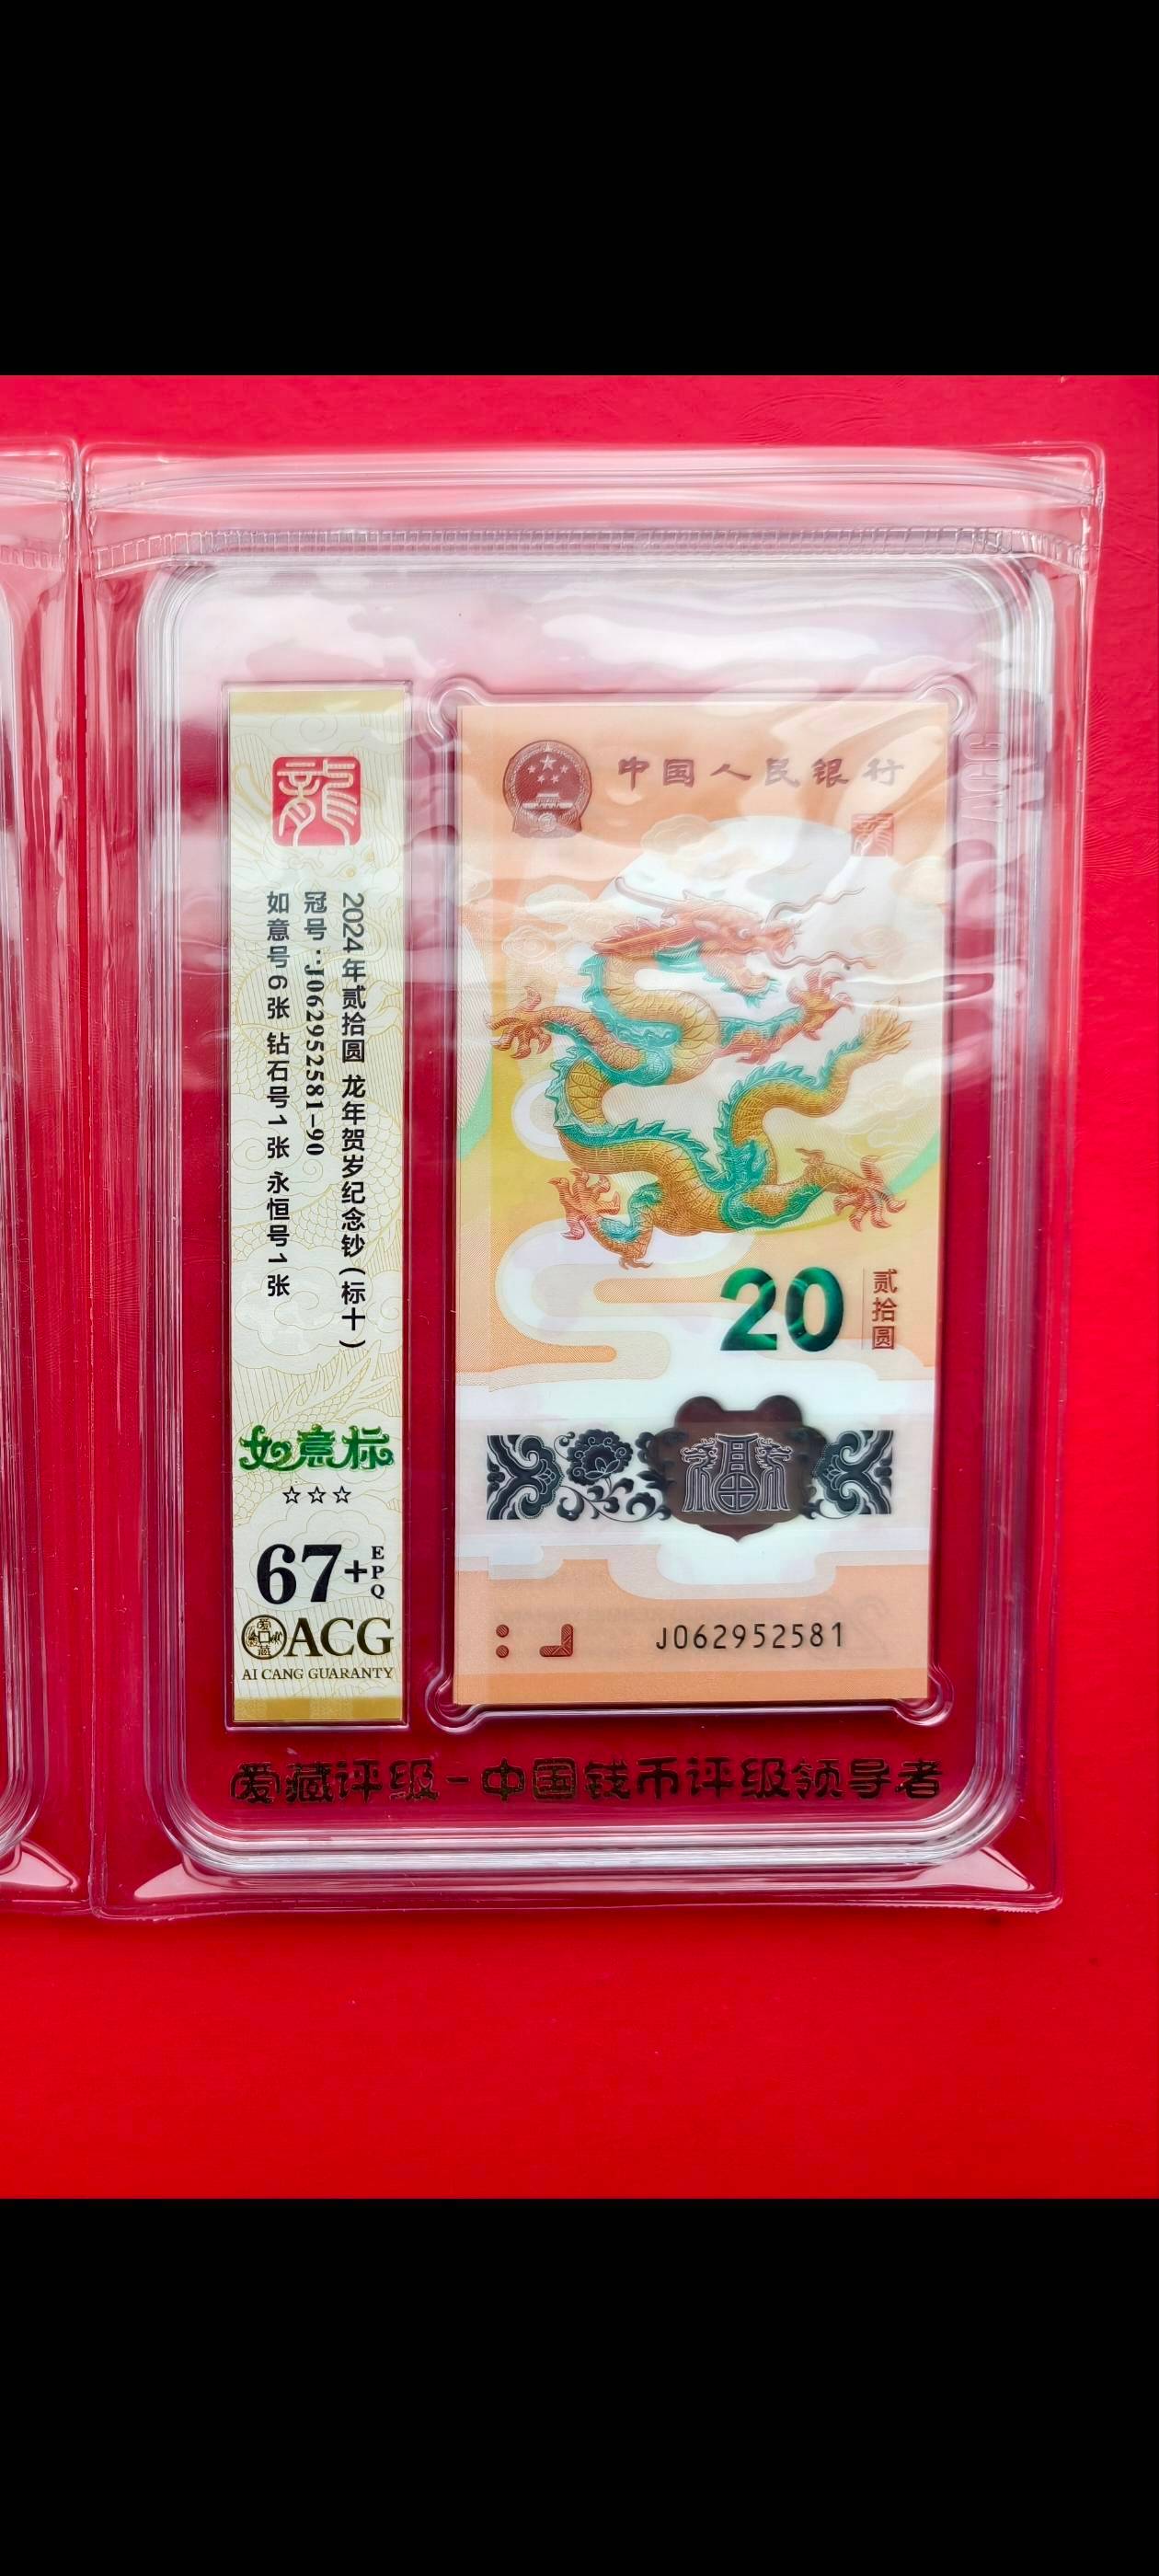 龍
2024年贰拾圆 龙年贺岁纪念钞(标十)
冠号:J062952581-90
如意号6张 钻石号1张 永恒号1张
如意标
☆☆☆
67+
EPQ
ACG
AI CANG GUARANTY
中国人民银行
20
贰拾圆
J062952581
爱藏评级-中国钱币评级领导者